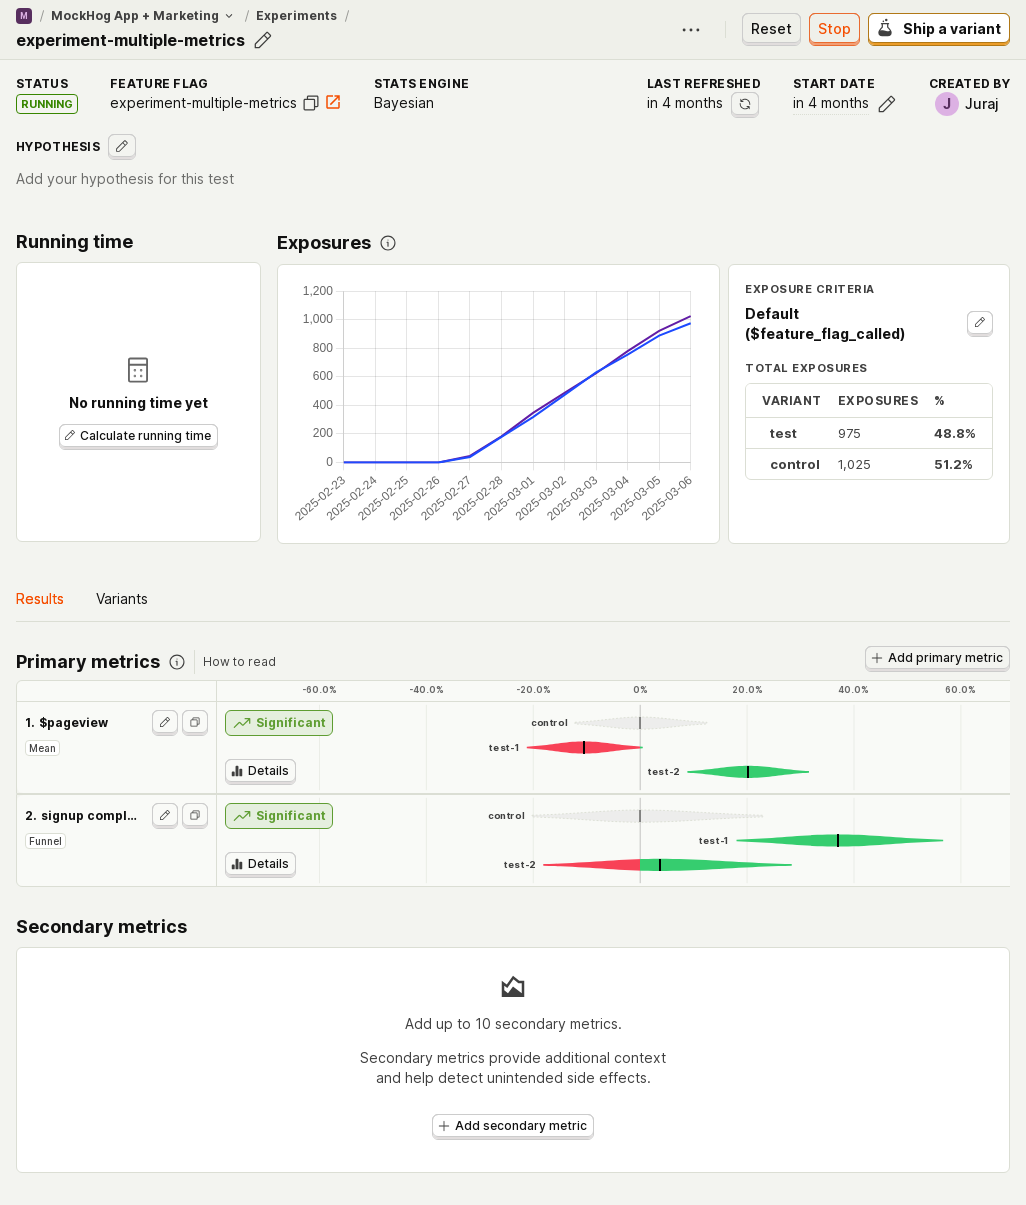 M / MockHog App + Marketing / Experiments /
experiment-multiple-metrics
Reset
Stop
Ship a variant
STATUS
RUNNING
FEATURE FLAG
experiment-multiple-metrics
STATS ENGINE
Bayesian
LAST REFRESHED
in 4 months
START DATE
in 4 months
CREATED BY
J Juraj
HYPOTHESIS
Add your hypothesis for this test
Running time
No running time yet
Calculate running time
Exposures
1,200
1,000
800
600
400
200
0
2025-02-23
2025-02-24
2025-02-25
2025-02-26
2025-02-27
2025-02-28
2025-03-01
2025-03-02
2025-03-03
2025-03-04
2025-03-05
2025-03-06
EXPOSURE CRITERIA
Default
($feature_flag_called)
TOTAL EXPOSURES
VARIANT EXPOSURES %
test 975 48.8%
control 1,025 51.2%
Results
Variants
Primary metrics
How to read
Add primary metric
-60.0% -40.0% -20.0% 0% 20.0% 40.0% 60.0%
1. $pageview
Mean
Significant
Details
control
test-1
test-2
2. signup compl...
Funnel
Significant
Details
control
test-1
test-2
Secondary metrics
Add up to 10 secondary metrics.
Secondary metrics provide additional context
and help detect unintended side effects.
Add secondary metric